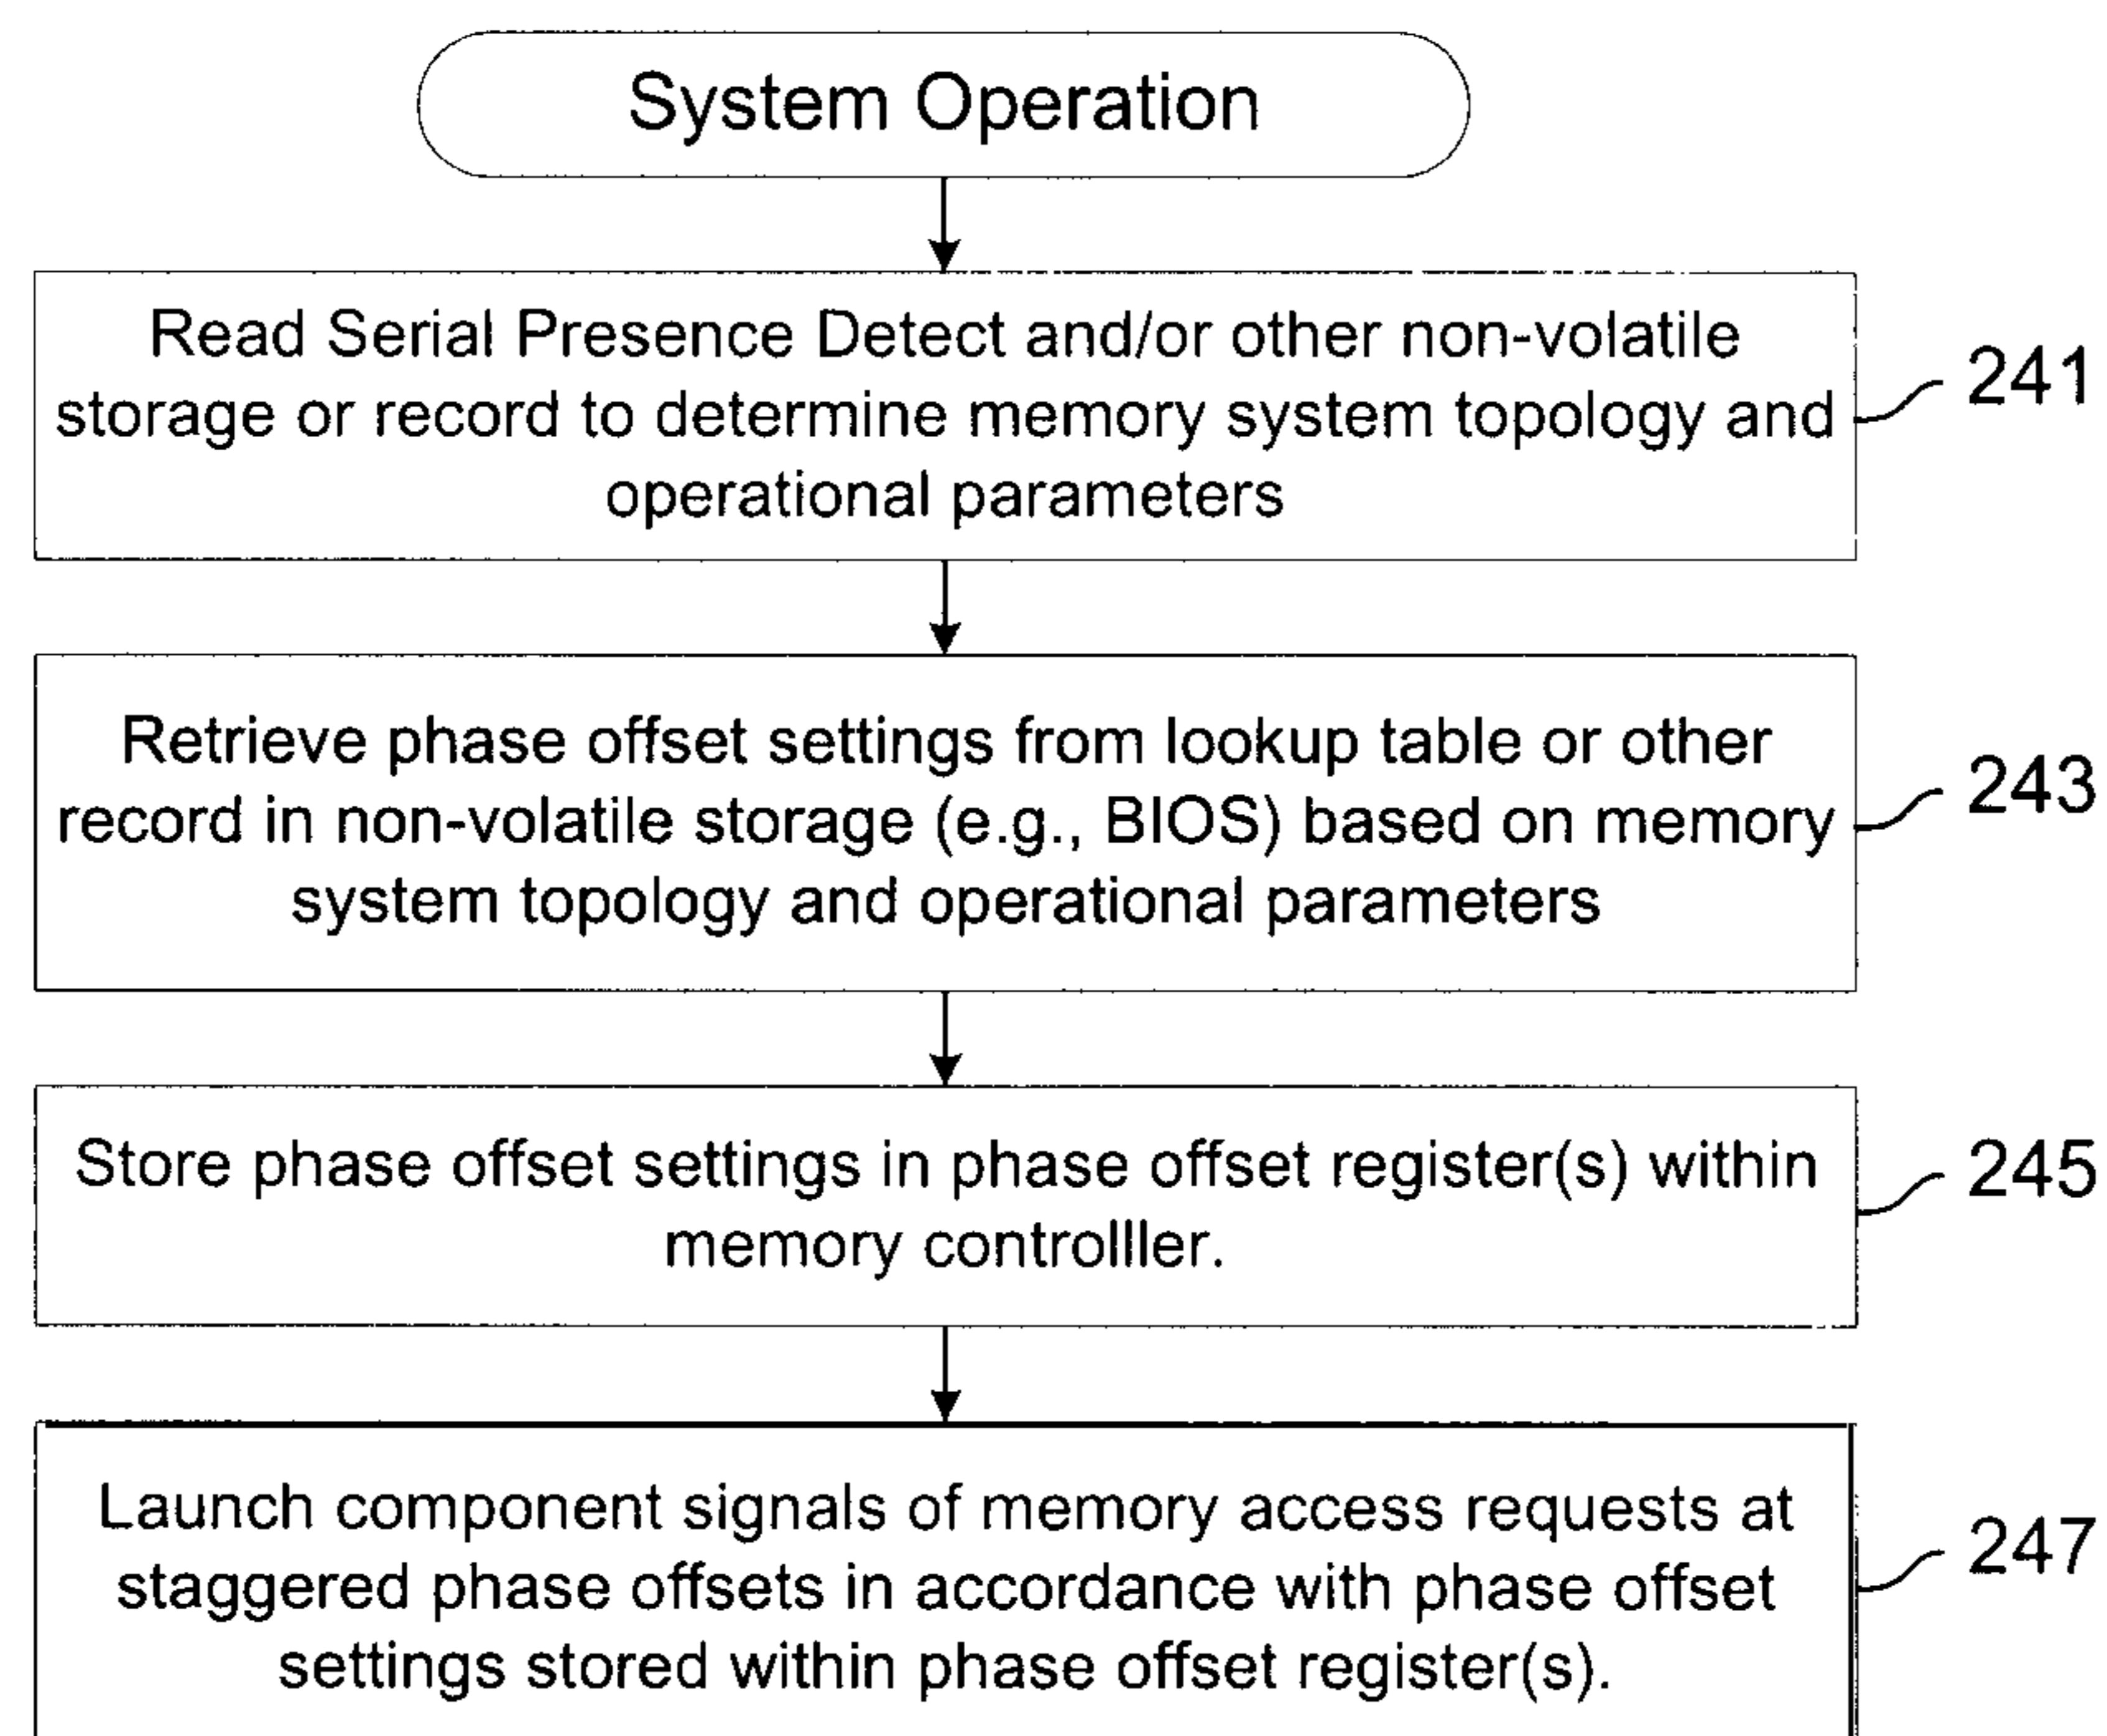 System Operation
Read Serial Presence Detect and/or other non-volatile
storage or record to determine memory system topology and
operational parameters
241
Retrieve phase offset settings from lookup table or other
record in non-volatile storage (e.g., BIOS) based on memory
system topology and operational parameters
243
Store phase offset settings in phase offset register(s) within
memory controlller.
245
Launch component signals of memory access requests at
staggered phase offsets in accordance with phase offset
settings stored within phase offset register(s).
247